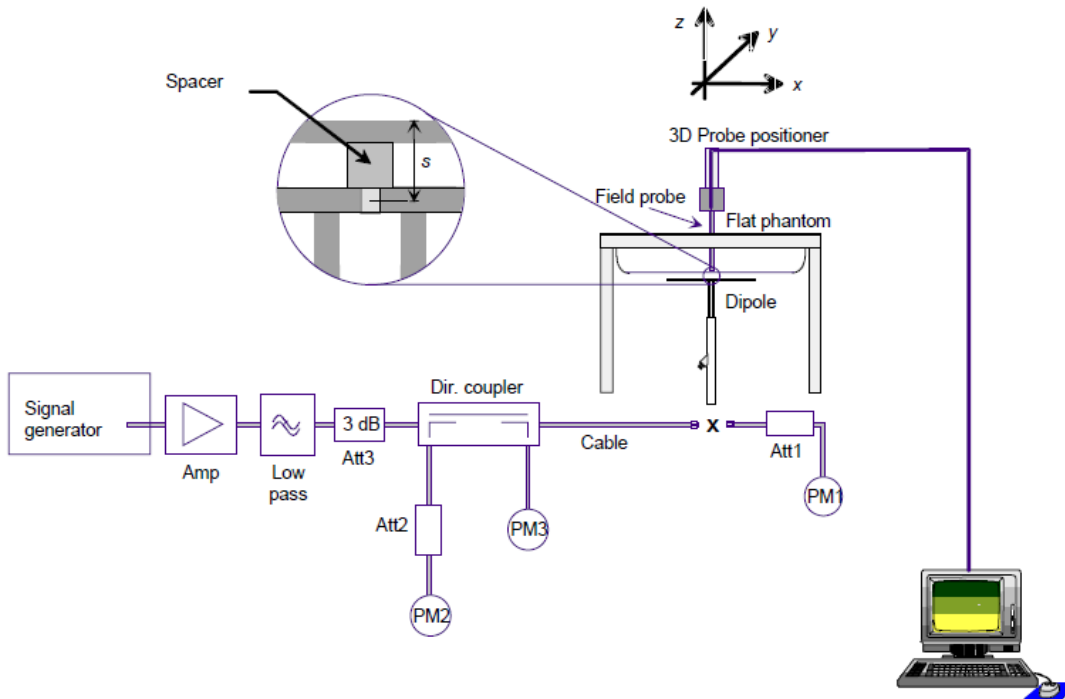 z
y
x
Spacer
s
3D Probe positioner
Field probe
Flat phantom
Dipole
Signal
generator
Amp
Low
pass
3 dB
Att3
Dir. coupler
Cable
X
Att1
PM1
Att2
PM3
PM2